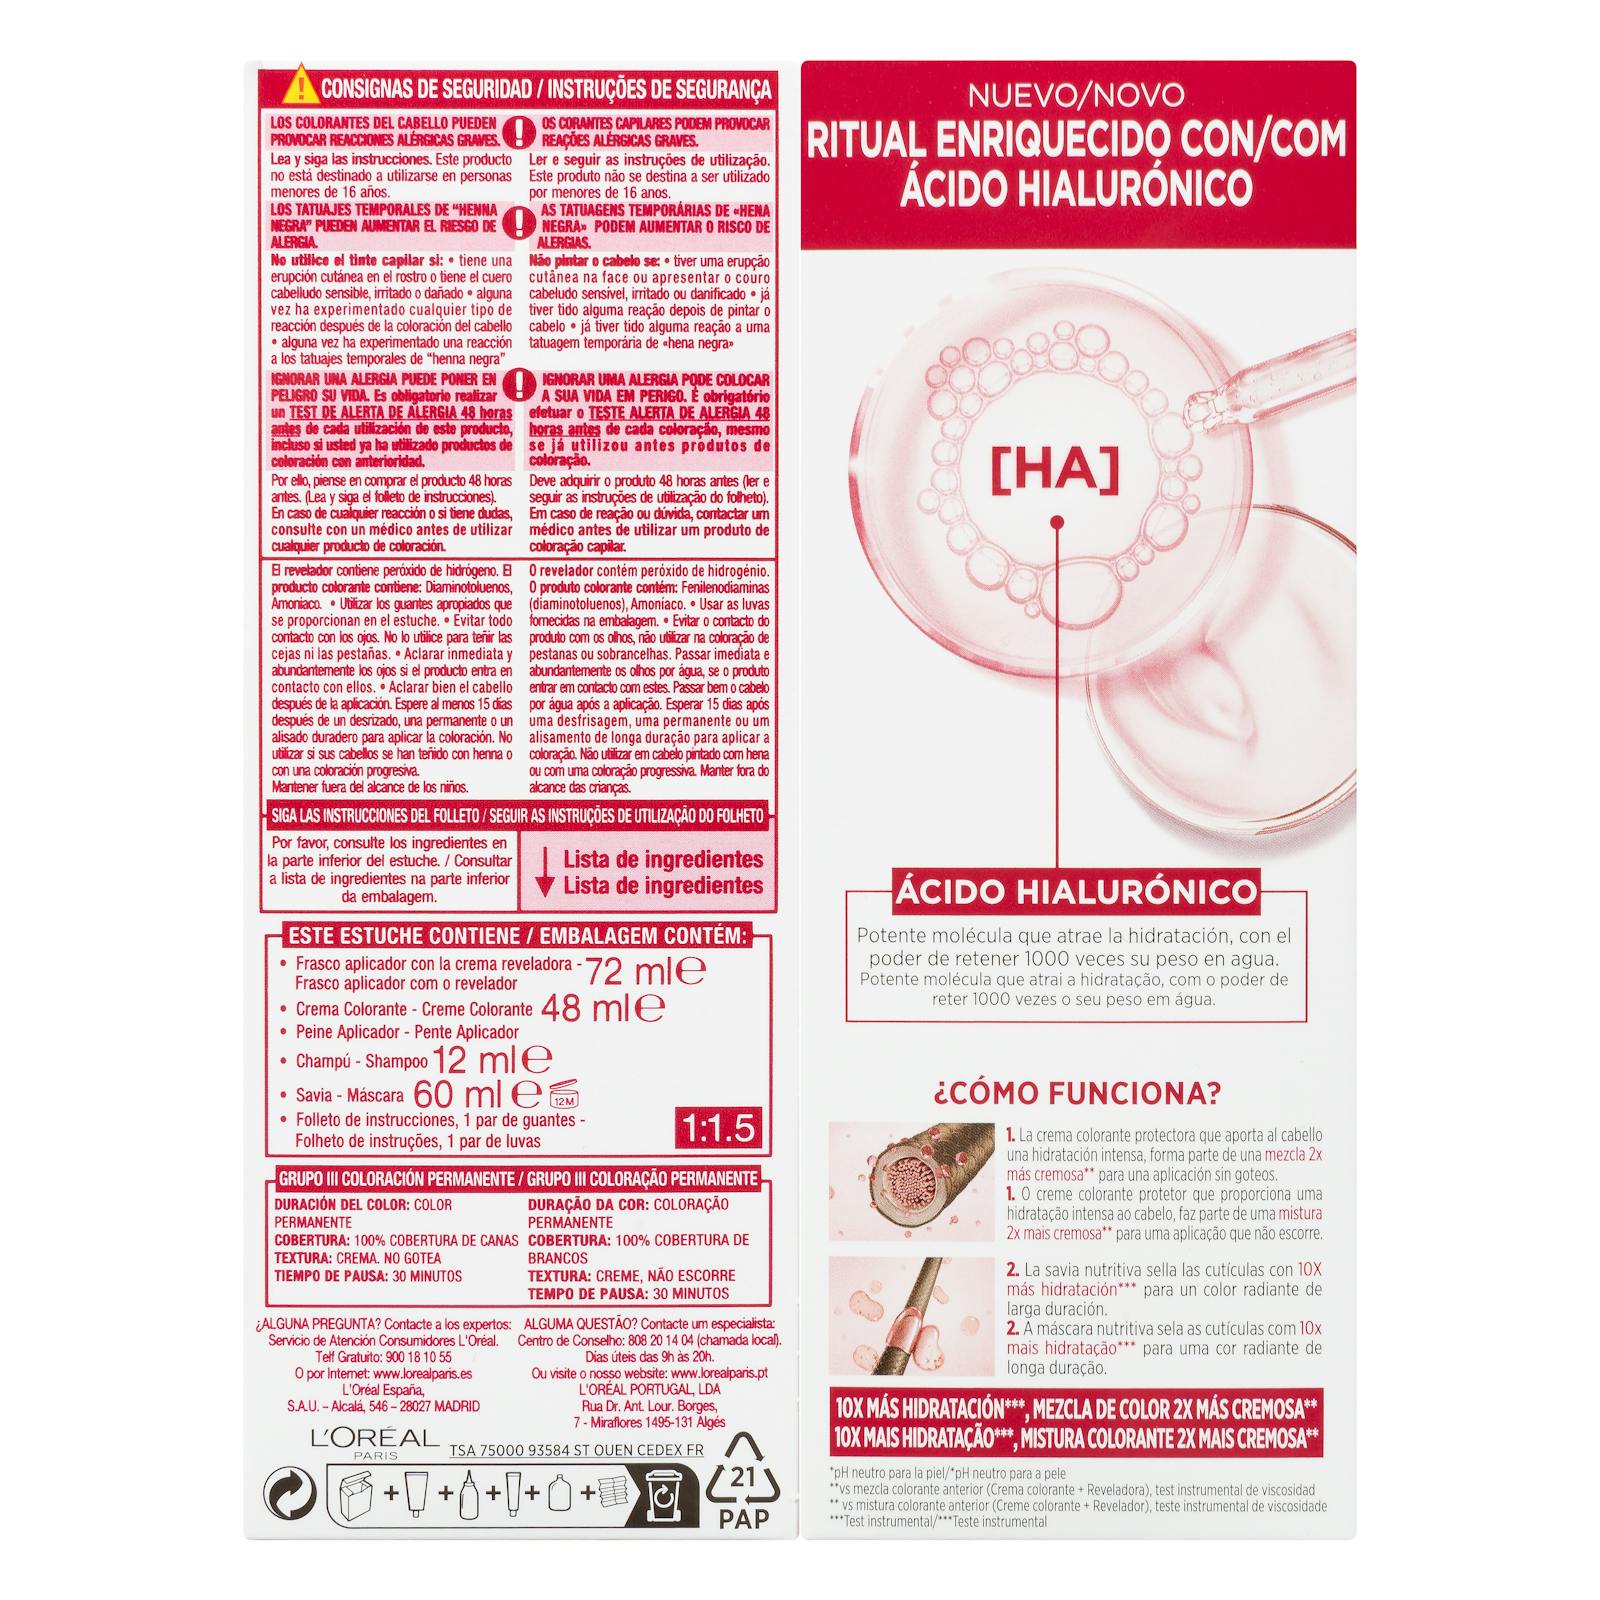 CONSIGNAS DE SEGURIDAD / INSTRUÇÕES DE SEGURANÇA
LOS COLORANTES DEL CABELLO PUEDEN
PROVOCAR REACCIONES ALÉRGICAS GRAVES.
Lea y siga las instrucciones. Este producto
no está destinado a utilizarse en personas
menores de 16 años.
LOS TATUAJES TEMPORALES DE "HENNA
NEGRA" PUEDEN AUMENTAR EL RIESGO DE
ALERGIA.
No utilice el tinte capilar si: • tiene una
erupción cutánea en el rostro o tiene el cuero
cabelludo sensible, irritado o dañado • alguna
vez ha experimentado cualquier tipo de
reacción después de la coloración del cabello
• alguna vez ha experimentado una reacción
a los tatuajes temporales de "henna negra"
IGNORAR UNA ALERGIA PUEDE PONER EN
PELIGRO SU VIDA. Es obligatorio realizar
un TEST DE ALERTA DE ALERGIA 48 horas
antes de cada utilización de este producto,
incluso si usted ya ha utilizado productos de
coloración con anterioridad.
Por ello, piense en comprar el producto 48 horas
antes. (Lea y siga el folleto de instrucciones).
En caso de cualquier reacción o si tiene dudas,
consulte con un médico antes de utilizar
cualquier producto de coloración.
OS CORANTES CAPILARES PODEM PROVOCAR
REAÇÕES ALÉRGICAS GRAVES.
Ler e seguir as instruções de utilização.
Este produto não se destina a ser utilizado
por menores de 16 anos.
AS TATUAGENS TEMPORÁRIAS DE «HENA
NEGRA» PODEM AUMENTAR O RISCO DE
ALERGIAS.
Não pintar o cabelo se: • tiver uma erupção
cutânea na face ou apresentar o couro
cabeludo sensível, irritado ou danificado • já
tiver tido alguma reação depois de pintar o
cabelo • já tiver tido alguma reação a uma
tatuagem temporária de «hena negra»
IGNORAR UMA ALERGIA PODE COLOCAR
A SUA VIDA EM PERIGO. É obrigatório
efetuar o TESTE ALERTA DE ALERGIA 48
horas antes de cada coloração, mesmo
se já utilizou antes produtos de
coloração.
Deve adquirir o produto 48 horas antes (ler e
seguir as instruções de utilização do folheto).
Em caso de reação ou dúvida, contactar um
médico antes de utilizar um produto de
coloração capilar.
El revelador contiene peróxido de hidrógeno. El
producto colorante contiene: Diaminotoluenos,
Amoniaco. • Utilizar los guantes apropiados que
se proporcionan en el estuche. • Evitar todo
contacto con los ojos. No lo utilice para teñir las
cejas ni las pestañas. • Aclarar inmediata y
abundantemente los ojos si el producto entra en
contacto con ellos. • Aclarar bien el cabello
después de la aplicación. Espere al menos 15 días
después de un desrizado, una permanente o un
alisado duradero para aplicar la coloración. No
utilizar si sus cabellos se han teñido con henna o
con una coloración progresiva.
Mantener fuera del alcance de los niños.
O revelador contém peróxido de hidrogénio.
O produto colorante contém: Fenilenodiaminas
(diaminotoluenos), Amoníaco. • Usar as luvas
fornecidas na embalagem. • Evitar o contacto do
produto com os olhos, não utilizar na coloração de
pestanas ou sobrancelhas. Passar imediata e
abundantemente os olhos por água, se o produto
entrar em contacto com estes. Passar bem o cabelo
por água após a aplicação. Esperar 15 dias após
uma desfrisagem, uma permanente ou um
alisamento de longa duração para aplicar a
coloração. Não utilizar em cabelo pintado com hena
ou com uma coloração progressiva. Manter fora do
alcance das crianças.
SIGA LAS INSTRUCCIONES DEL FOLLETO / SEGUIR AS INSTRUÇÕES DE UTILIZAÇÃO DO FOLHETO
Por favor, consulte los ingredientes en
la parte inferior del estuche. / Consultar
a lista de ingredientes na parte inferior
da embalagem.
Lista de ingredientes
Lista de ingredientes
ESTE ESTUCHE CONTIENE / EMBALAGEM CONTÉM:
• Frasco aplicador con la crema reveladora - 72 ml℮
Frasco aplicador com o revelador
• Crema Colorante - Creme Colorante 48 ml℮
• Peine Aplicador - Pente Aplicador
• Champú - Shampoo 12 ml℮
• Savia - Máscara 60 ml℮ 12M
• Folleto de instrucciones, 1 par de guantes -
Folheto de instruções, 1 par de luvas
1:1.5
GRUPO III COLORACIÓN PERMANENTE / GRUPO III COLORAÇÃO PERMANENTE
DURACIÓN DEL COLOR: COLOR
PERMANENTE
COBERTURA: 100% COBERTURA DE CANAS
TEXTURA: CREMA. NO GOTEA
TIEMPO DE PAUSA: 30 MINUTOS
DURAÇÃO DA COR: COLORAÇÃO
PERMANENTE
COBERTURA: 100% COBERTURA DE
BRANCOS
TEXTURA: CREME, NÃO ESCORRE
TEMPO DE PAUSA: 30 MINUTOS
¿ALGUNA PREGUNTA? Contacte a los expertos:
Servicio de Atención Consumidores L'Oréal.
Telf Gratuito: 900 18 10 55
O por Internet: www.lorealparis.es
L'Oréal España,
S.A.U. – Alcalá, 546 – 28027 MADRID
ALGUMA QUESTÃO? Contacte um especialista:
Centro de Conselho: 808 20 14 04 (chamada local).
Dias úteis das 9h às 20h.
Ou visite o nosso website: www.lorealparis.pt
L'ORÉAL PORTUGAL, LDA
Rua Dr. Ant. Lour. Borges,
7 - Miraflores 1495-131 Algés
L'ORÉAL
PARIS
TSA 75000 93584 ST OUEN CEDEX FR
+ + + + +
21
PAP
NUEVO/NOVO
RITUAL ENRIQUECIDO CON/COM
ÁCIDO HIALURÓNICO
[HA]
ÁCIDO HIALURÓNICO
Potente molécula que atrae la hidratación, con el
poder de retener 1000 veces su peso en agua.
Potente molécula que atrai a hidratação, com o poder de
reter 1000 vezes o seu peso em água.
¿CÓMO FUNCIONA?
1. La crema colorante protectora que aporta al cabello
una hidratación intensa, forma parte de una mezcla 2x
más cremosa** para una aplicación sin goteos.
1. O creme colorante protetor que proporciona uma
hidratação intensa ao cabelo, faz parte de uma mistura
2x mais cremosa** para uma aplicação que não escorre.
2. La savia nutritiva sella las cutículas con 10X
más hidratación*** para un color radiante de
larga duración.
2. A máscara nutritiva sela as cutículas com 10x
mais hidratação*** para uma cor radiante de
longa duração.
10X MÁS HIDRATACIÓN***, MEZCLA DE COLOR 2X MÁS CREMOSA**
10X MAIS HIDRATAÇÃO***, MISTURA COLORANTE 2X MAIS CREMOSA**
*pH neutro para la piel/*pH neutro para a pele
**vs mezcla colorante anterior (Crema colorante + Reveladora), test instrumental de viscosidad
** vs mistura colorante anterior (Creme colorante + Revelador), teste instrumental de viscosidade
***Test instrumental/***Teste instrumental